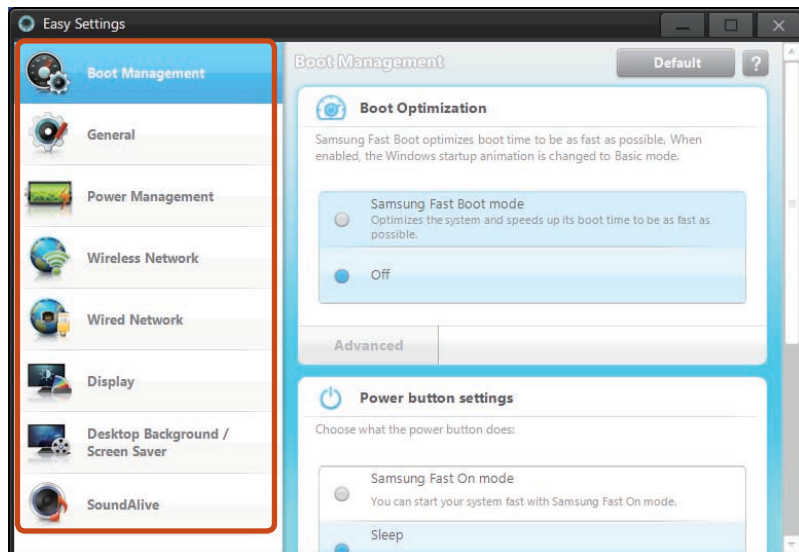 Easy Settings
Boot Management
General
Power Management
Wireless Network
Wired Network
Display
Desktop Background /
Screen Saver
SoundAlive
Boot Management
Default
?
Boot Optimization
Samsung Fast Boot optimizes boot time to be as fast as possible. When
enabled, the Windows startup animation is changed to Basic mode.
Samsung Fast Boot mode
Optimizes the system and speeds up its boot time to be as fast as
possible.
Off
Advanced
Power button settings
Choose what the power button does:
Samsung Fast On mode
You can start your system fast with Samsung Fast On mode.
Sleep